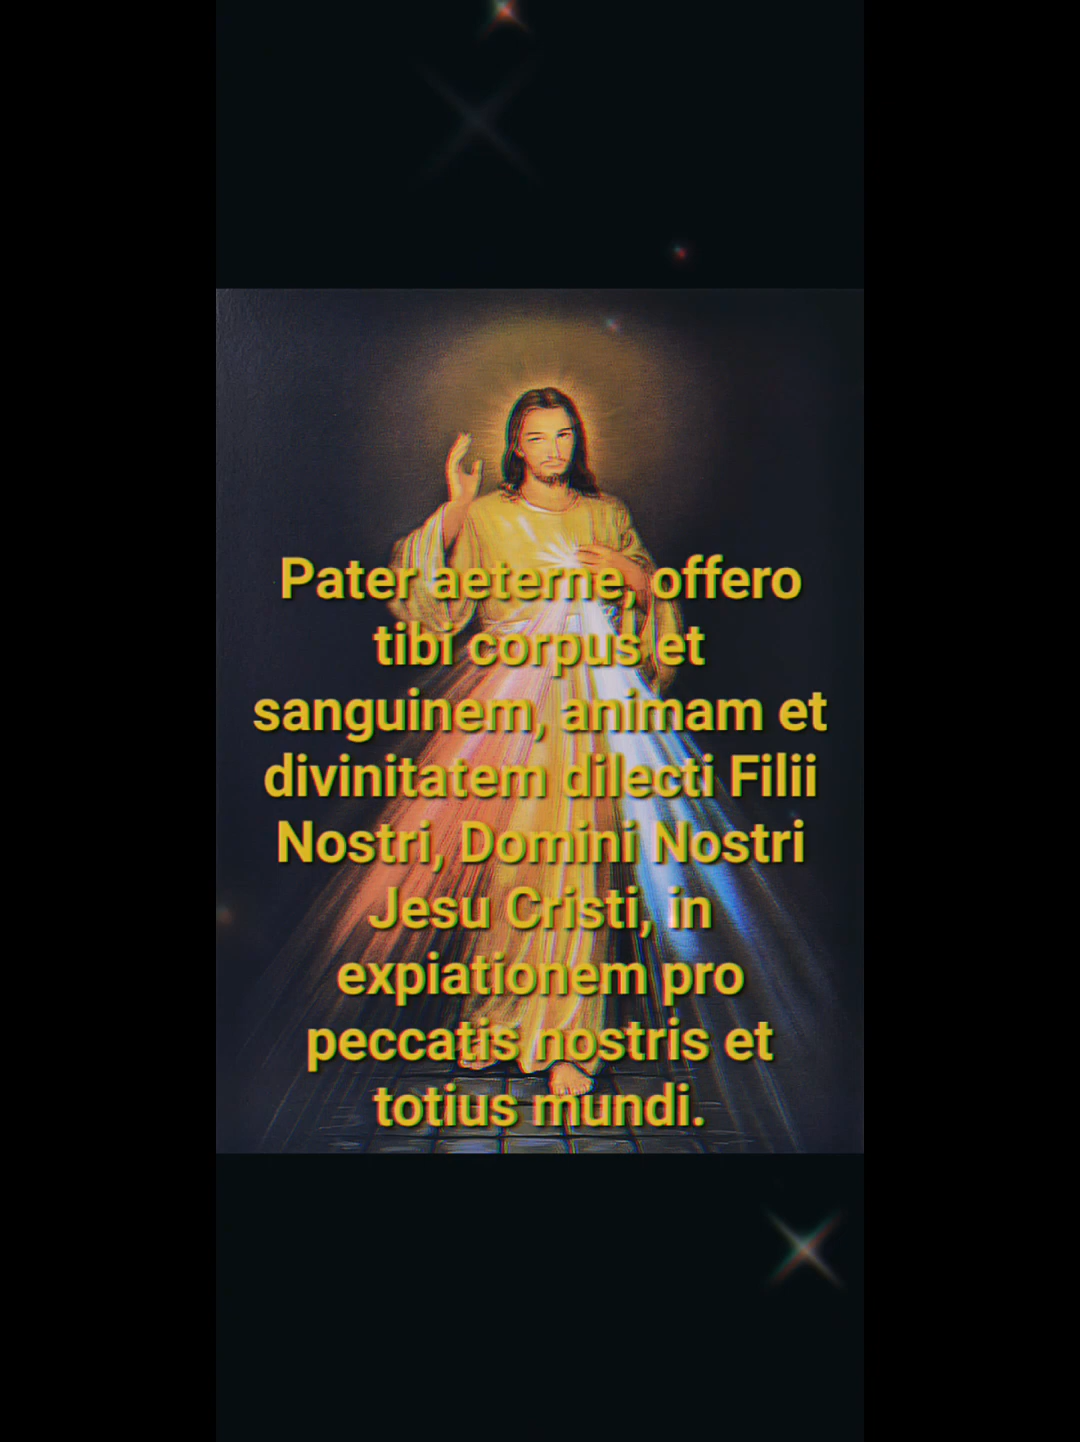 Pater aeterne, offero
tibi corpus et
sanguinem, animam et
divinitatem dilecti Filii
Nostri, Domini Nostri
Jesu Cristi, in
expiationem pro
peccatis nostris et
totius mundi.